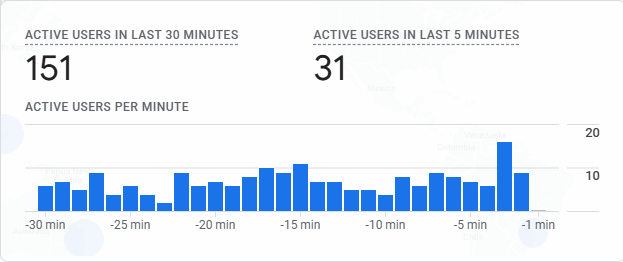 ACTIVE USERS IN LAST 30 MINUTES ACTIVE USERS IN LAST 5 MINUTES
151 31
ACTIVE USERS PER MINUTE
20
10
-30 min -25 min -20 min -15 min -10 min -5 min -1 min